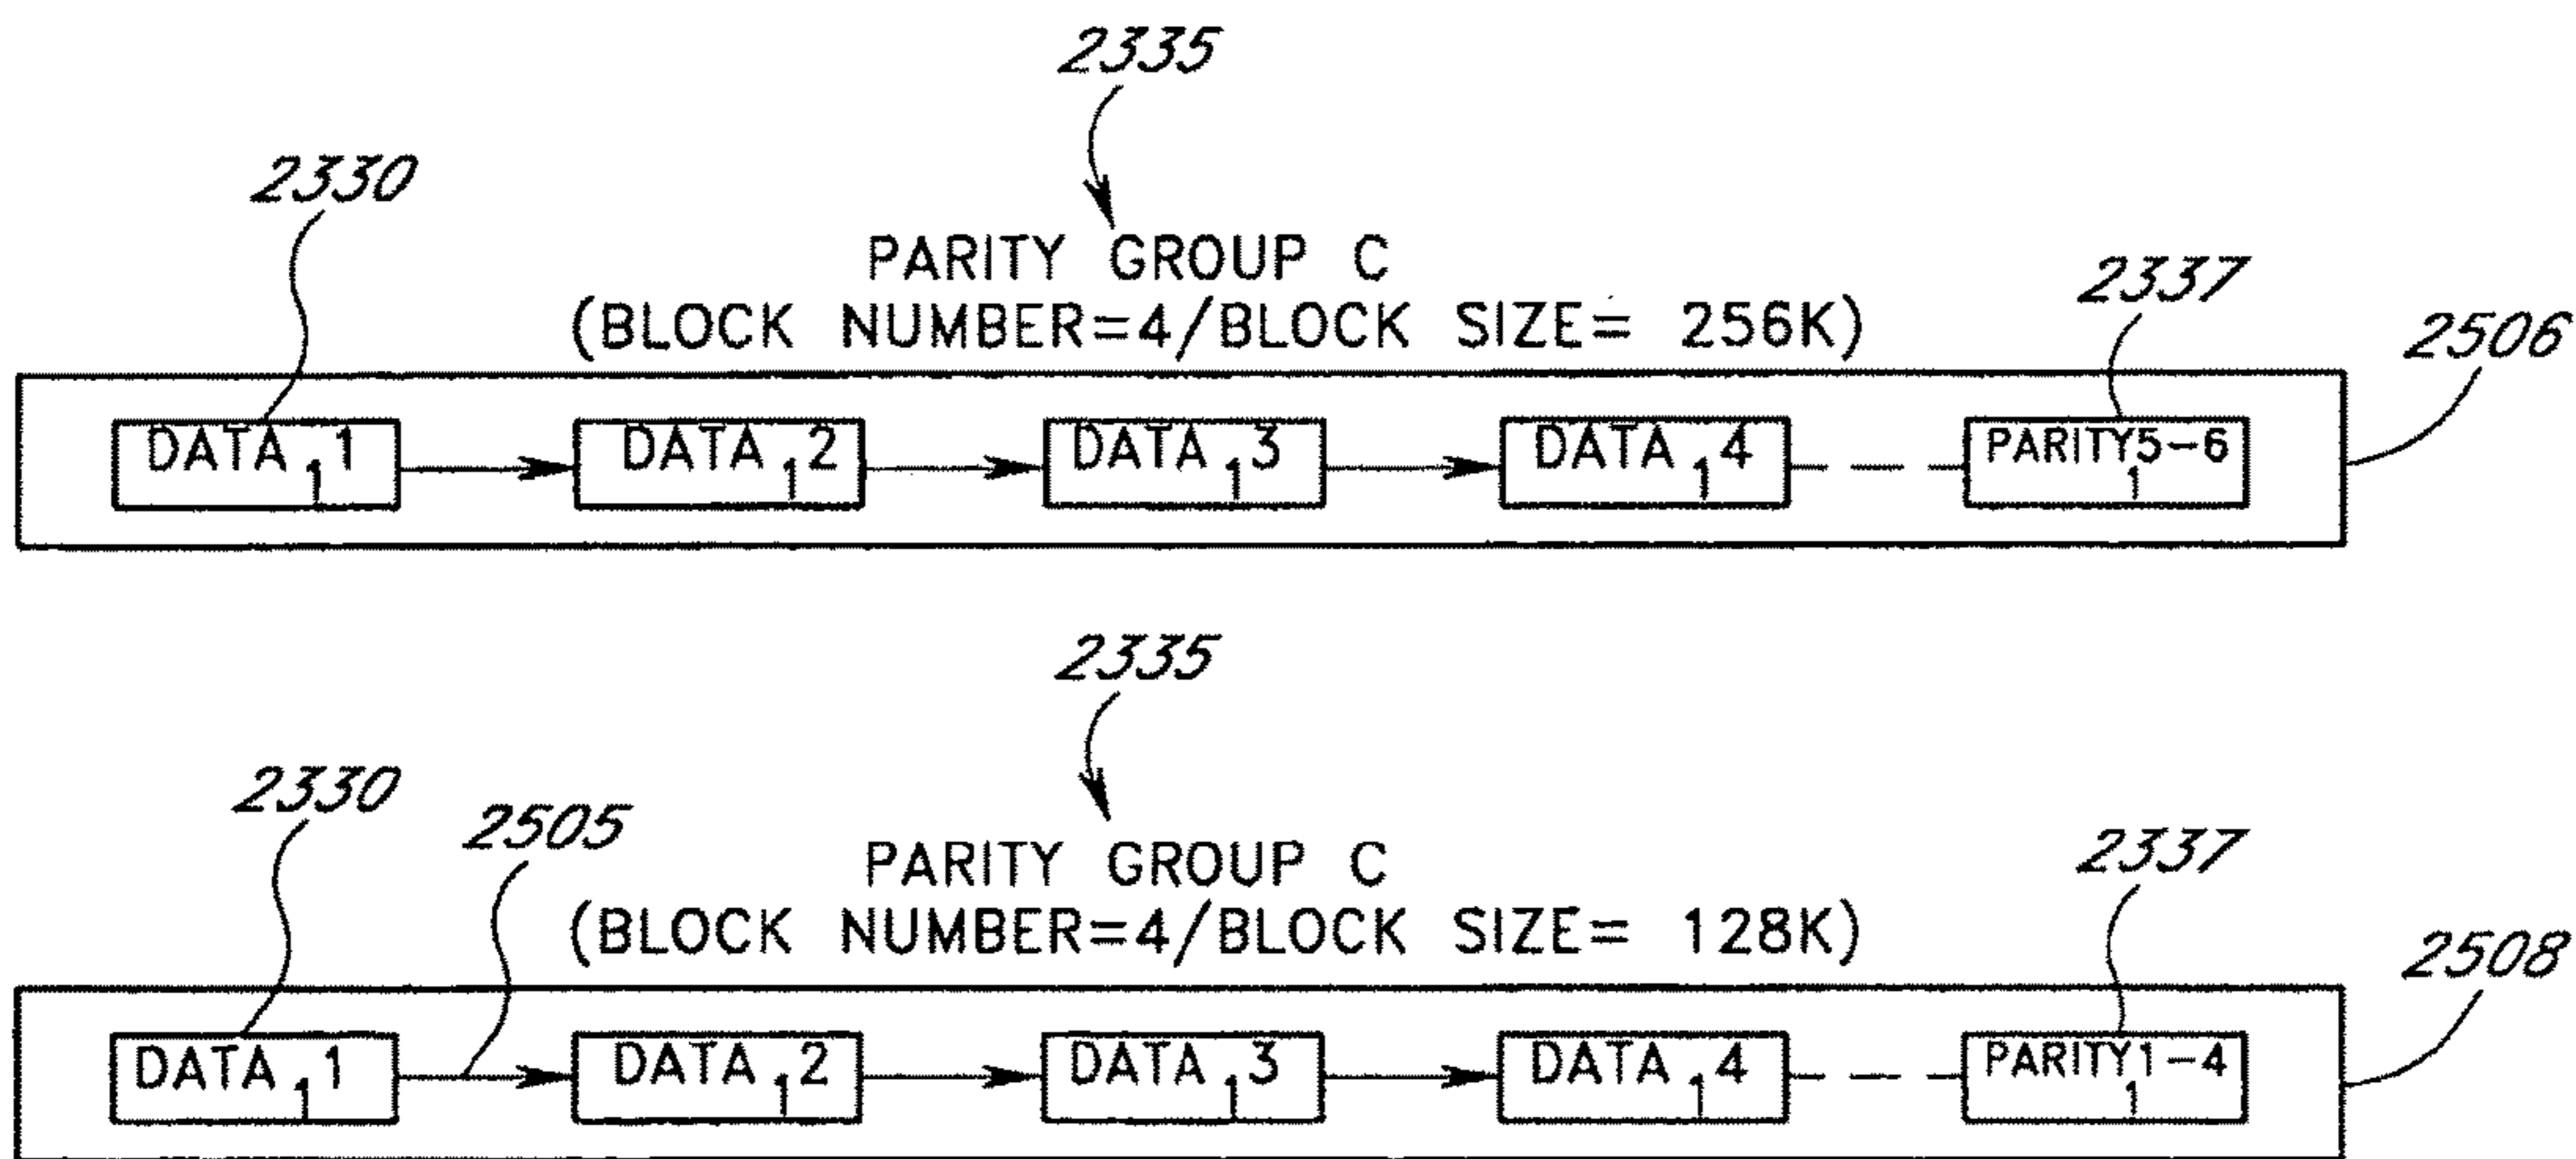 2335
2330
PARITY GROUP C
2337
(BLOCK NUMBER=4/BLOCK SIZE= 256K)
2506
DATA 1 1
DATA 1 2
DATA 1 3
DATA 1 4
PARITY5-6
1
2335
2330
2505
PARITY GROUP C
2337
(BLOCK NUMBER=4/BLOCK SIZE= 128K)
2508
DATA 1 1
DATA 1 2
DATA 1 3
DATA 1 4
PARITY1-4
1